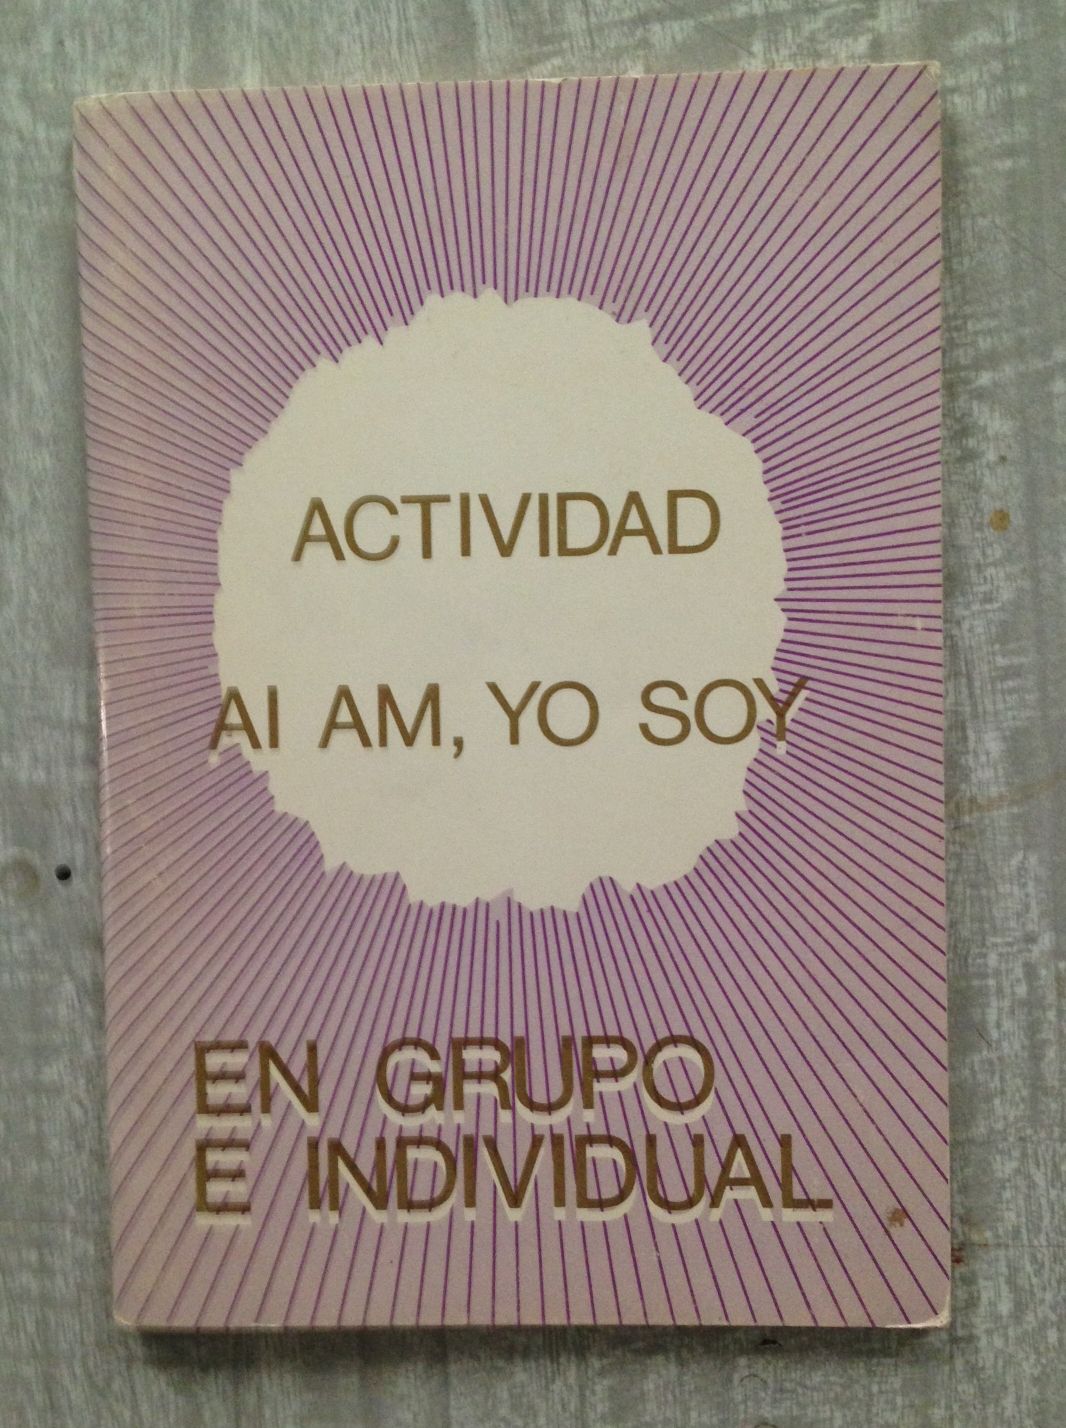 ACTIVIDAD
AI AM, YO SOY
EN GRUPO
E INDIVIDUAL